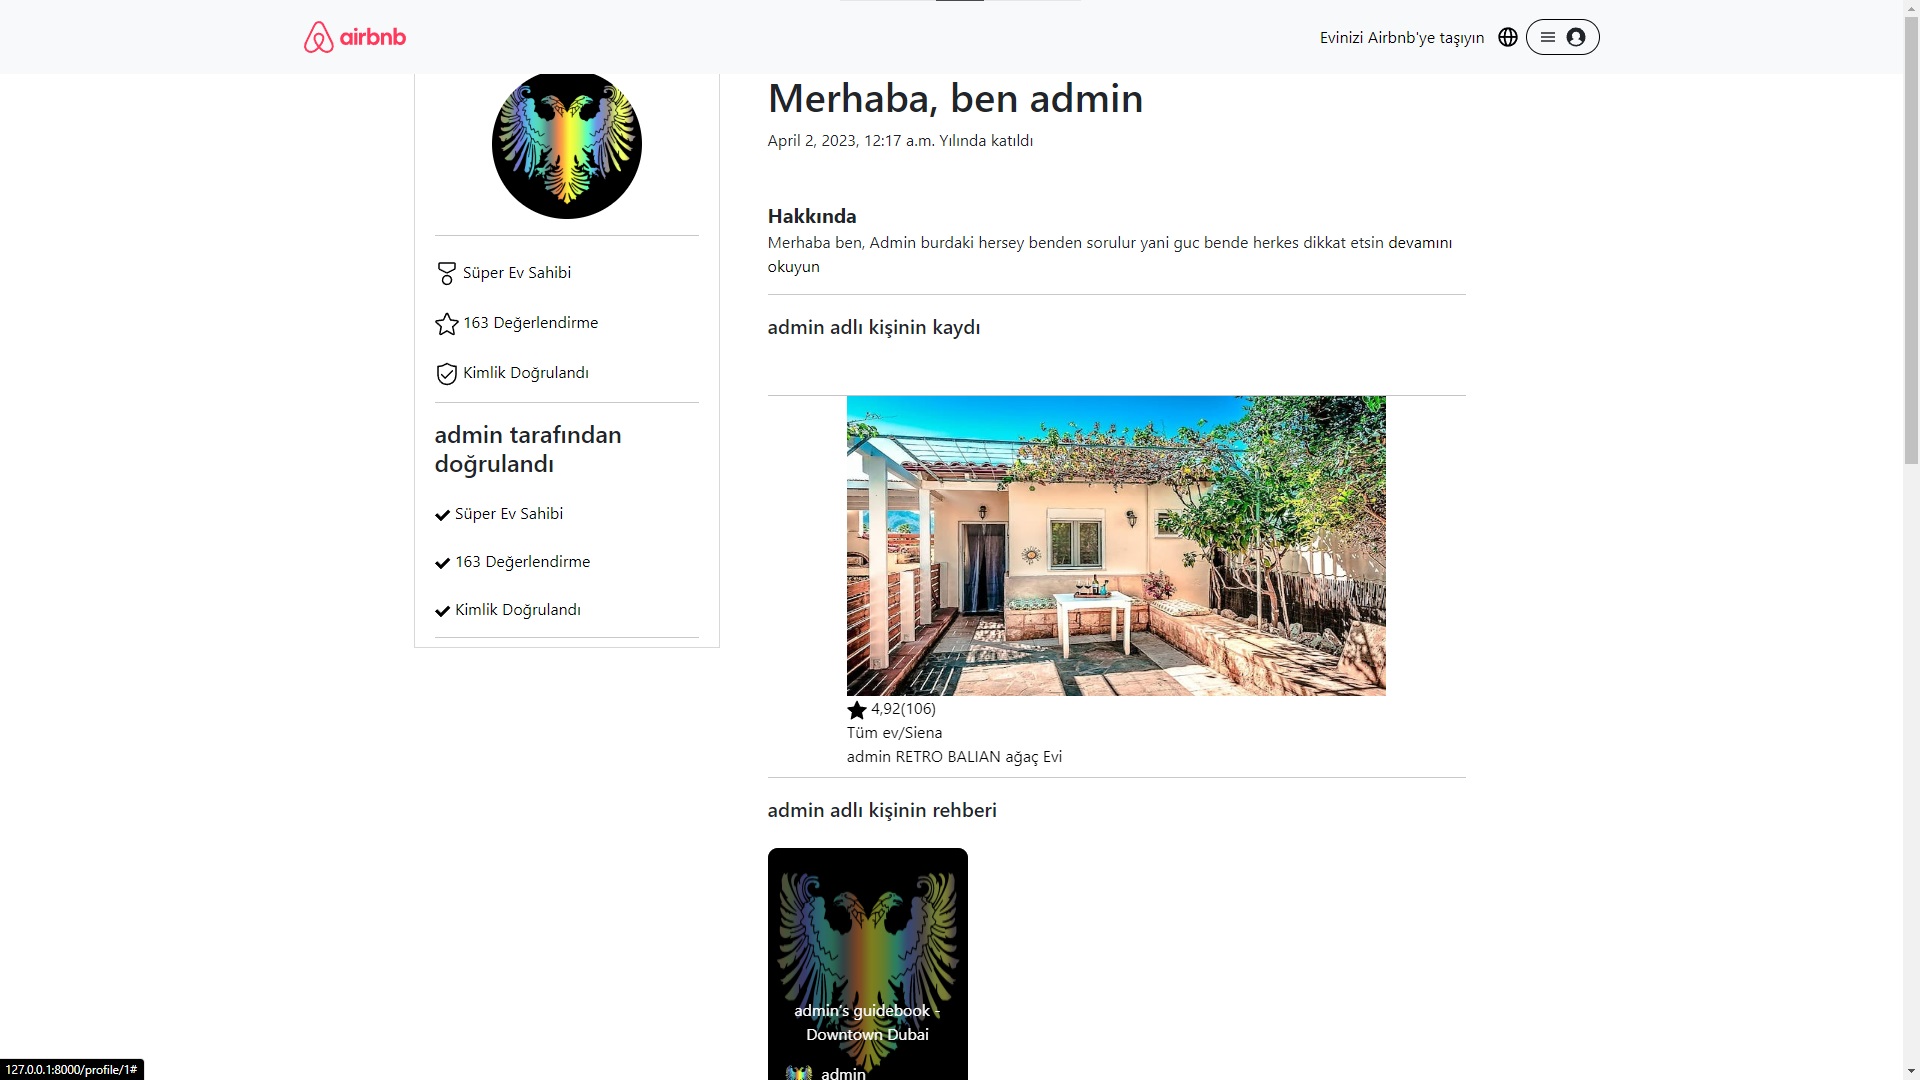 airbnb
Evinizi Airbnb'ye taşıyın
Süper Ev Sahibi
163 Değerlendirme
Kimlik Doğrulandı
admin tarafından
doğrulandı
Süper Ev Sahibi
163 Değerlendirme
Kimlik Doğrulandı
Merhaba, ben admin
April 2, 2023, 12:17 a.m. Yılında katıldı
Hakkında
Merhaba ben, Admin burdaki hersey benden sorulur yani guc bende herkes dikkat etsin devamını
okuyun
admin adlı kişinin kaydı
4,92(106)
Tüm ev/Siena
admin RETRO BALIAN ağaç Evi
admin adlı kişinin rehberi
admin's guidebook -
Downtown Dubai
admin
127.0.0.1:8000/profile/1#